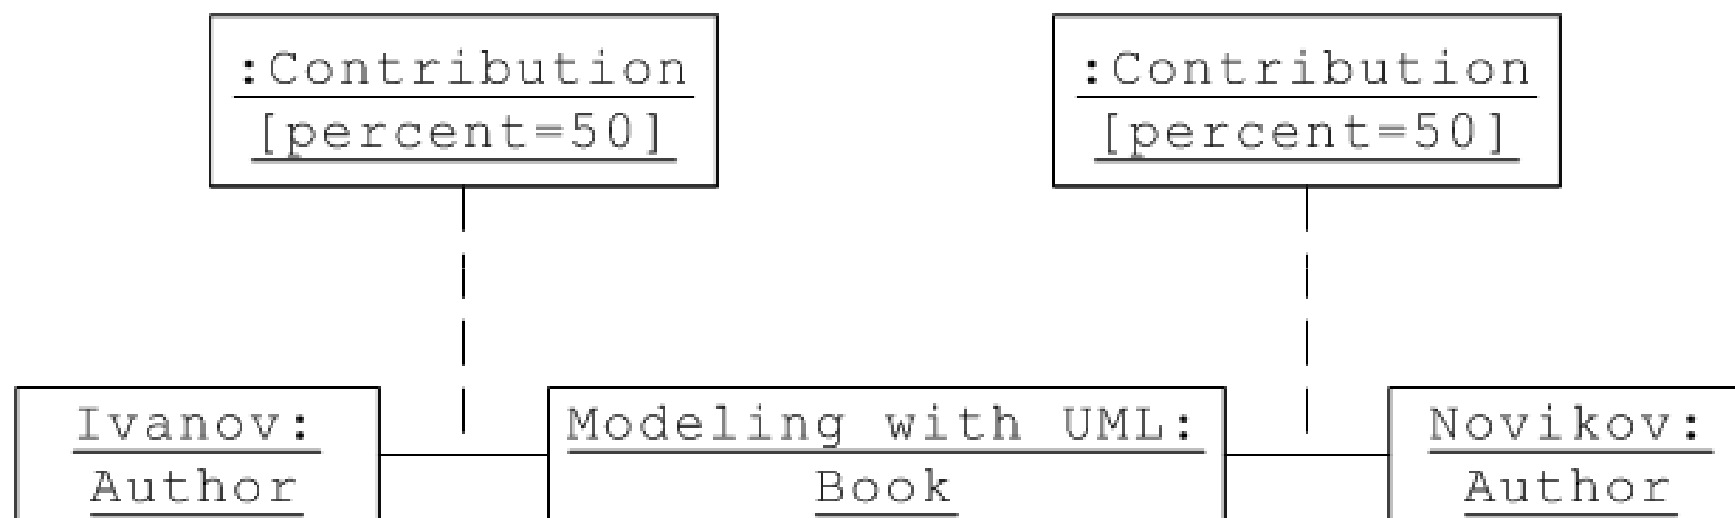 :Contribution
[percent=50]
:Contribution
[percent=50]
Ivanov:
Author
Modeling with UML:
Book
Novikov:
Author